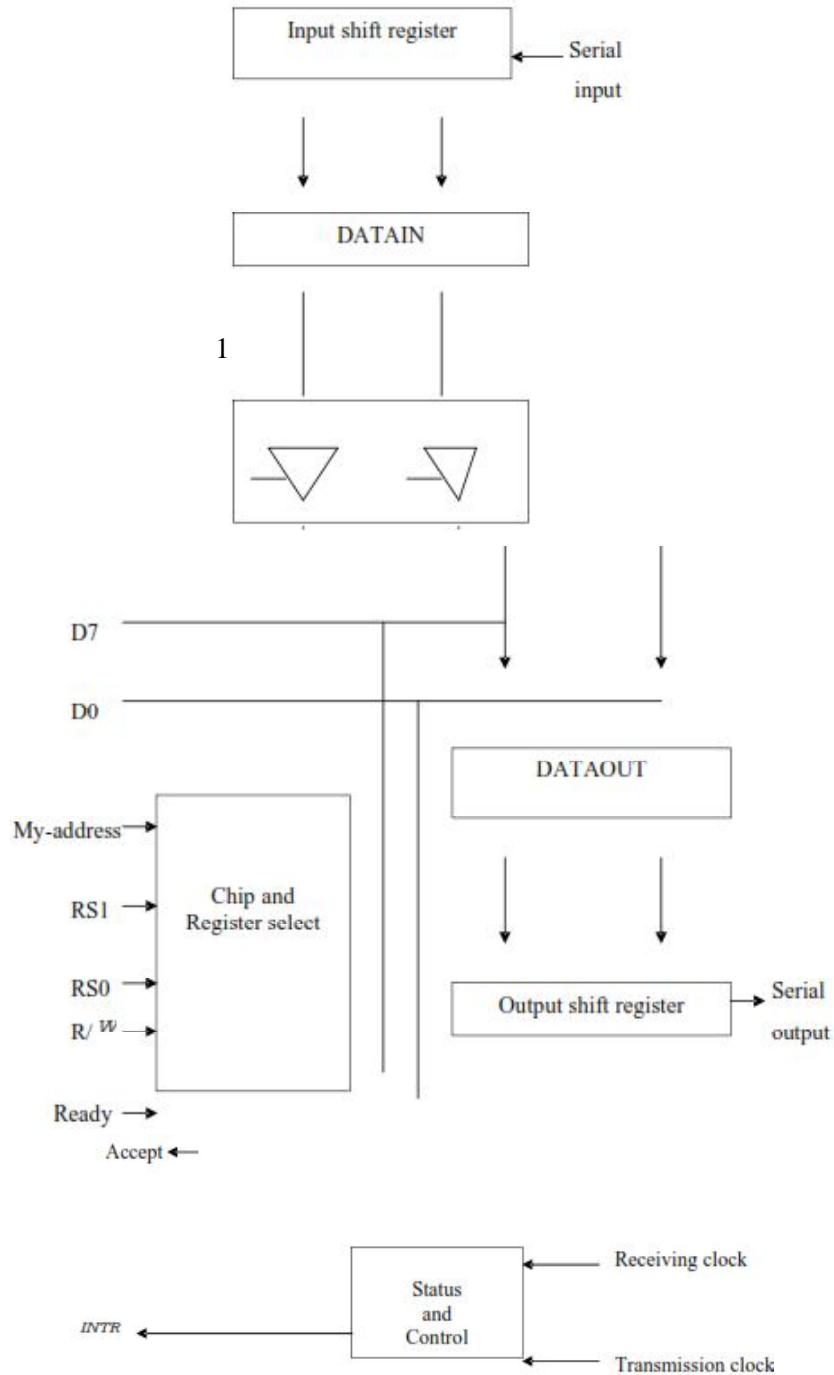 Input shift register
Serial
input
DATAIN
1
D7
D0
DATAOUT
My-address
Chip and
Register select
RS1
RS0
R/ W
Output shift register
Serial
output
Ready
Accept
Receiving clock
Status
and
Control
INTR
Transmission clock